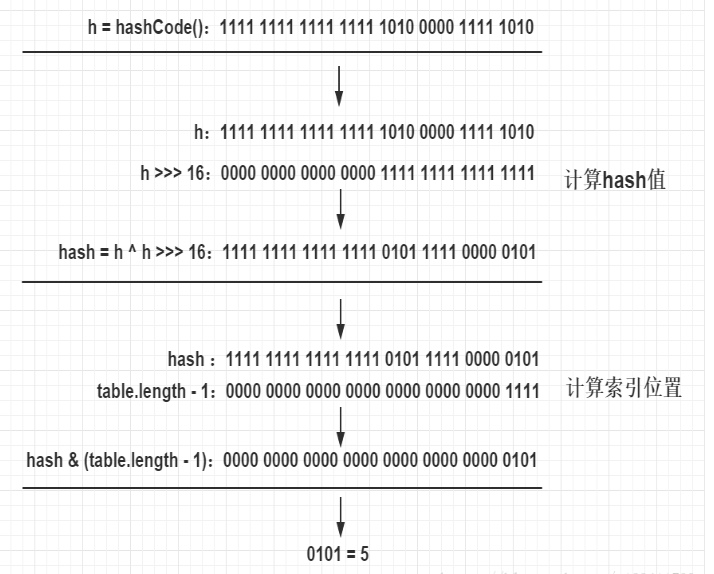 h = hashCode()：1111 1111 1111 1111 1010 0000 1111 1010
h：1111 1111 1111 1111 1010 0000 1111 1010
h >>> 16：0000 0000 0000 0000 1111 1111 1111 1111
计算hash值
hash = h ^ h >>> 16：1111 1111 1111 1111 0101 1111 0000 0101
hash：1111 1111 1111 1111 0101 1111 0000 0101
table.length - 1：0000 0000 0000 0000 0000 0000 0000 1111
计算索引位置
hash & (table.length - 1)：0000 0000 0000 0000 0000 0000 0000 0101
0101 = 5